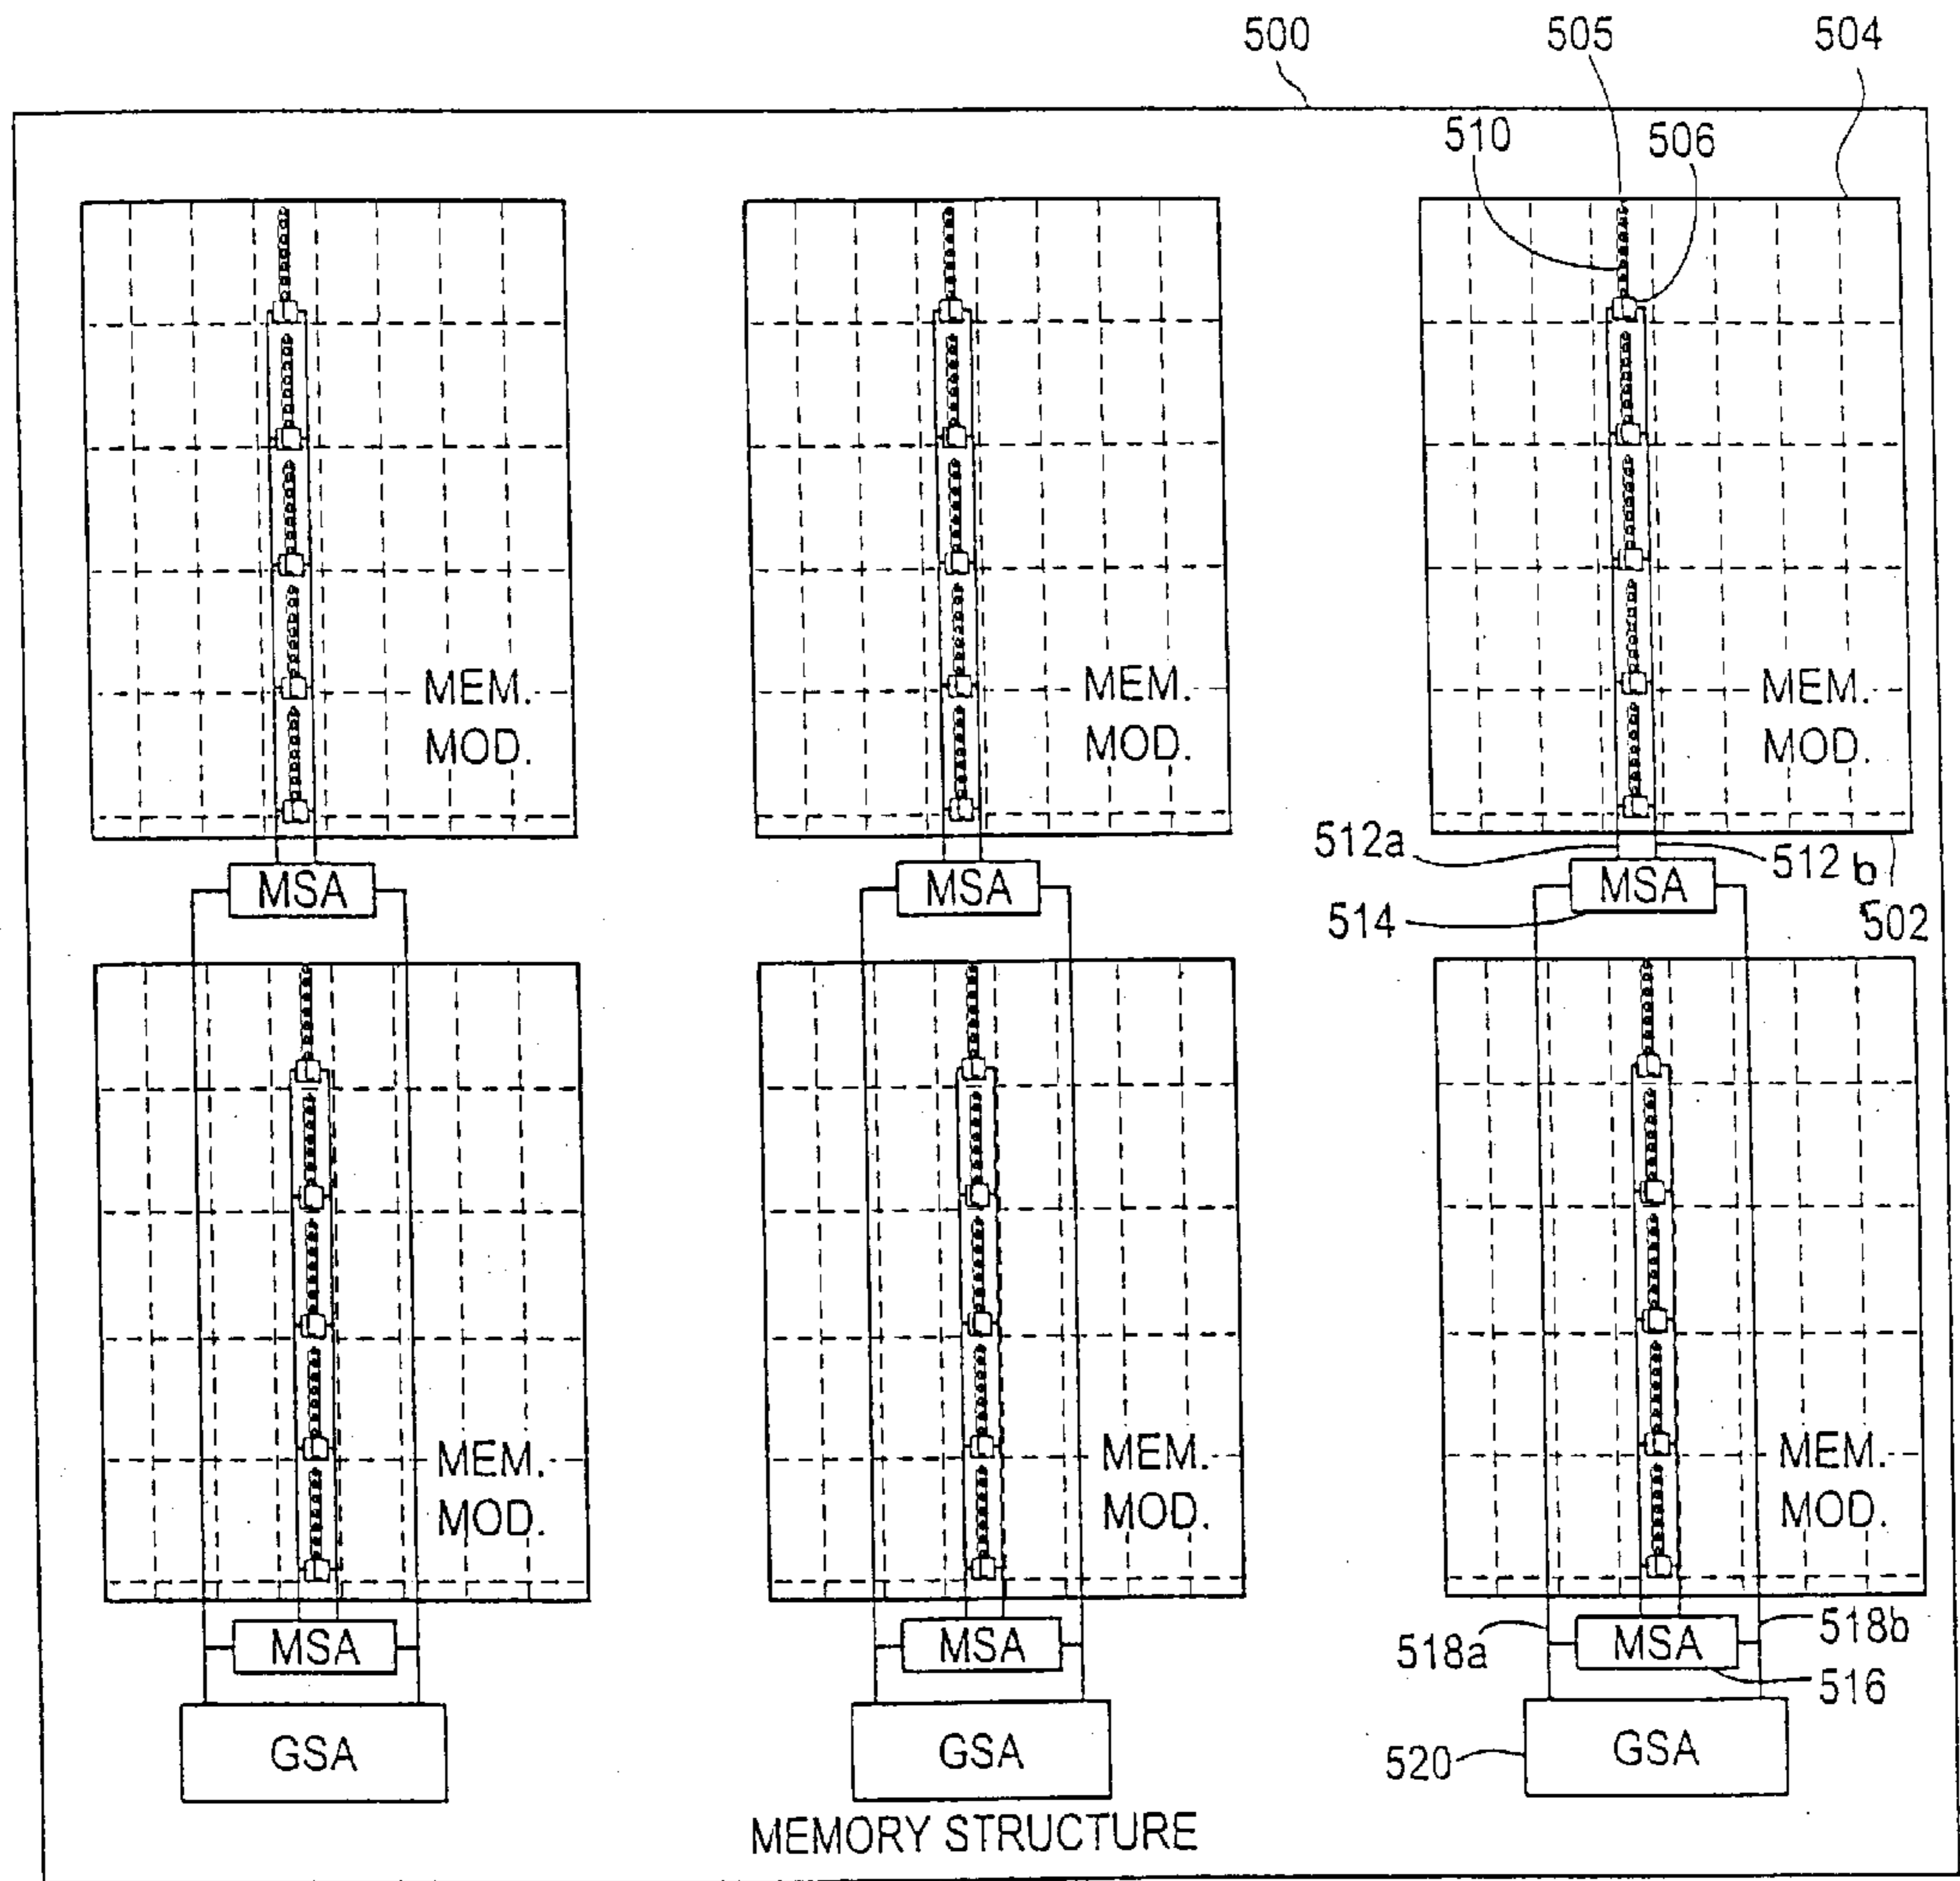 500
505
504
510
506
MEM.
MOD.
MEM.
MOD.
MEM.
MOD.
512a
512b
MSA
MSA
MSA
514
502
MEM.
MOD.
MEM.
MOD.
MEM.
MOD.
518a
518b
MSA
MSA
MSA
516
GSA
GSA
520
GSA
MEMORY STRUCTURE